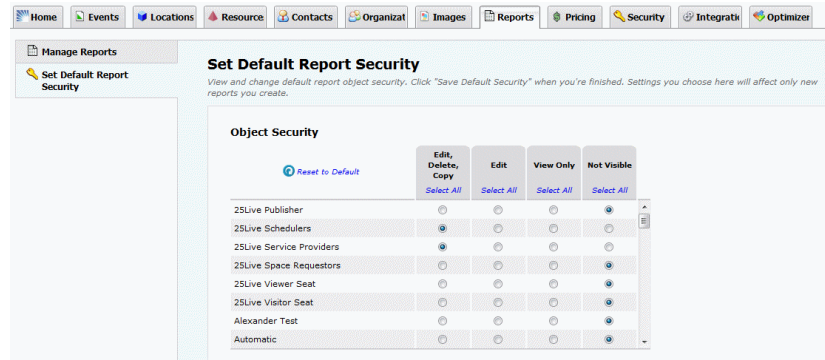 Home Events Locations Resource Contacts Organizat Images Reports Pricing Security Integratio Optimizer
Manage Reports
Set Default Report
Security
Set Default Report Security
View and change default report object security. Click "Save Default Security" when you're finished. Settings you choose here will affect only new
reports you create.
Object Security
Reset to Default
Edit,
Delete,
Copy
Edit View Only Not Visible
Select All Select All Select All Select All
25Live Publisher
25Live Schedulers
25Live Service Providers
25Live Space Requestors
25Live Viewer Seat
25Live Visitor Seat
Alexander Test
Automatic